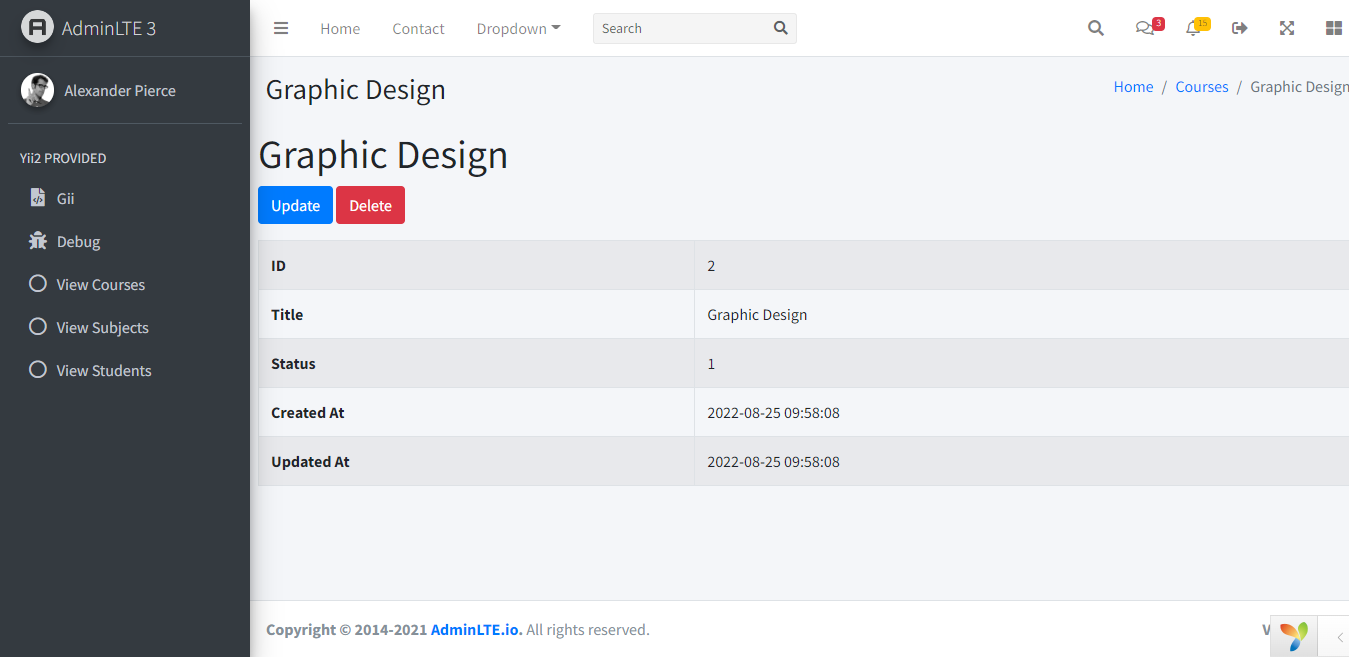 AdminLTE 3
Home Contact Dropdown Search 3 15
Alexander Pierce
Graphic Design
Home / Courses / Graphic Design
Yii2 PROVIDED
Gii
Debug
View Courses
View Subjects
View Students
Graphic Design
Update Delete
ID 2
Title Graphic Design
Status 1
Created At 2022-08-25 09:58:08
Updated At 2022-08-25 09:58:08
Copyright © 2014-2021 AdminLTE.io. All rights reserved.